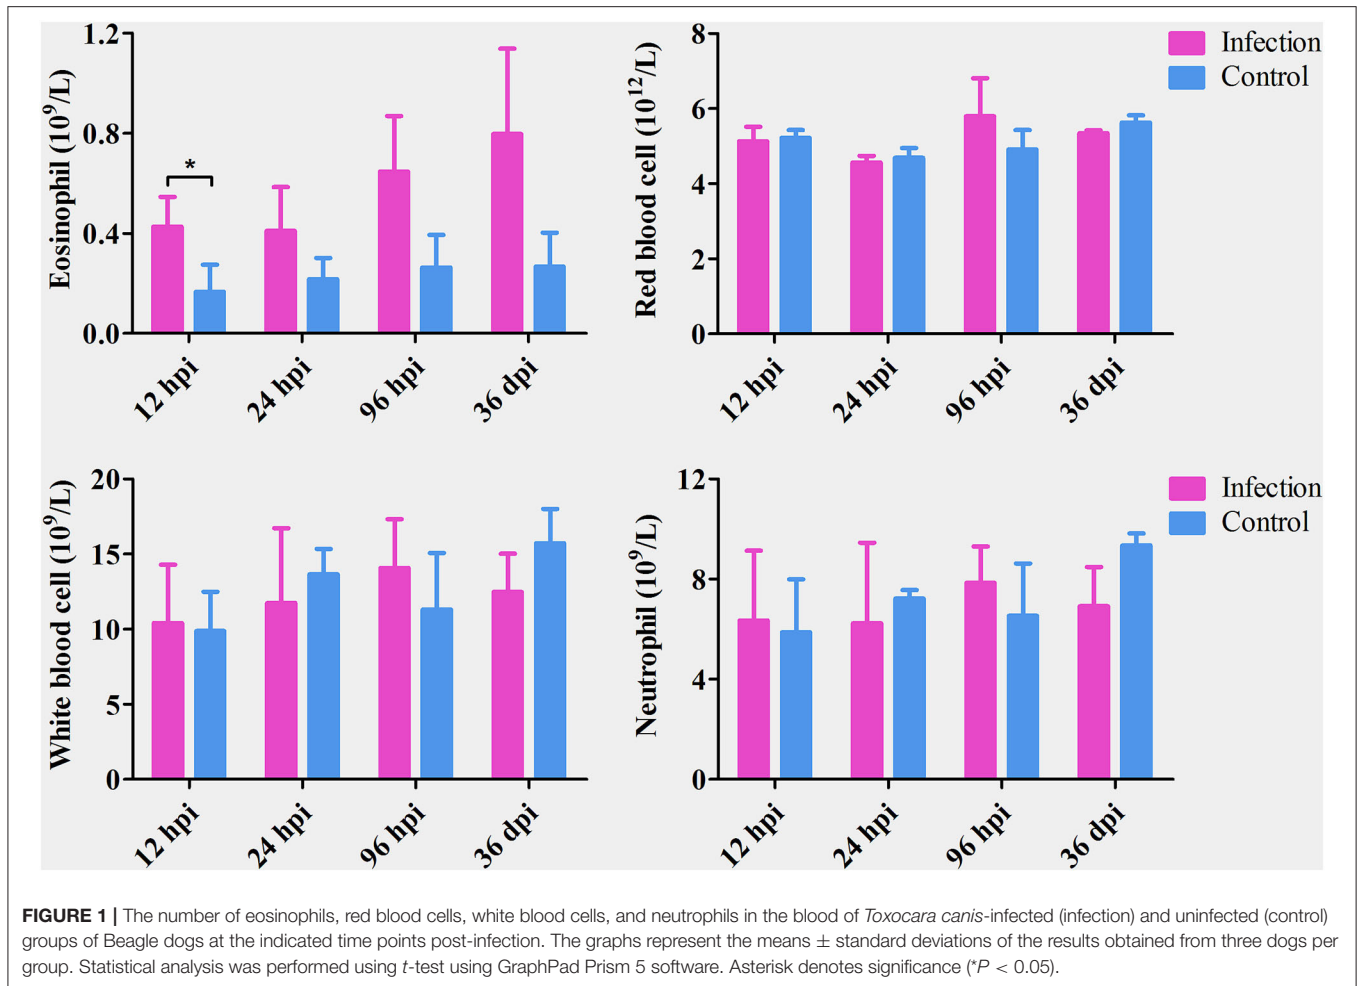 1.2
0.8
0.4
0.0
Eosinophil (10⁹/L)
*
12 hpi
24 hpi
96 hpi
36 dpi
8
6
4
2
0
Red blood cell (10¹²/L)
12 hpi
24 hpi
96 hpi
36 dpi
Infection
Control
20
15
10
5
0
White blood cell (10⁹/L)
12 hpi
24 hpi
96 hpi
36 dpi
12
8
4
0
Neutrophil (10⁹/L)
12 hpi
24 hpi
96 hpi
36 dpi
Infection
Control
FIGURE 1 | The number of eosinophils, red blood cells, white blood cells, and neutrophils in the blood of Toxocara canis-infected (infection) and uninfected (control)
groups of Beagle dogs at the indicated time points post-infection. The graphs represent the means ± standard deviations of the results obtained from three dogs per
group. Statistical analysis was performed using t-test using GraphPad Prism 5 software. Asterisk denotes significance (*P < 0.05).